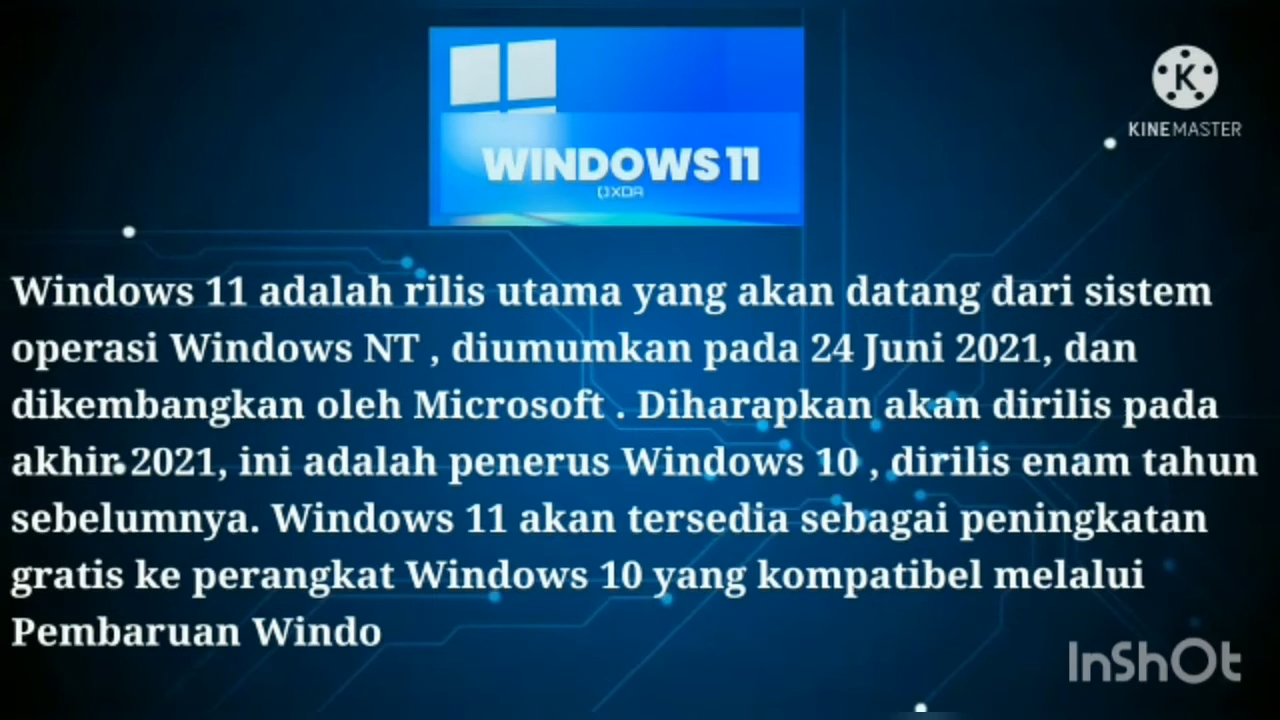 WINDOWS 11
XDA
KINEMASTER
Windows 11 adalah rilis utama yang akan datang dari sistem
operasi Windows NT , diumumkan pada 24 Juni 2021, dan
dikembangkan oleh Microsoft . Diharapkan akan dirilis pada
akhir 2021, ini adalah penerus Windows 10 , dirilis enam tahun
sebelumnya. Windows 11 akan tersedia sebagai peningkatan
gratis ke perangkat Windows 10 yang kompatibel melalui
Pembaruan Windo
InShOt